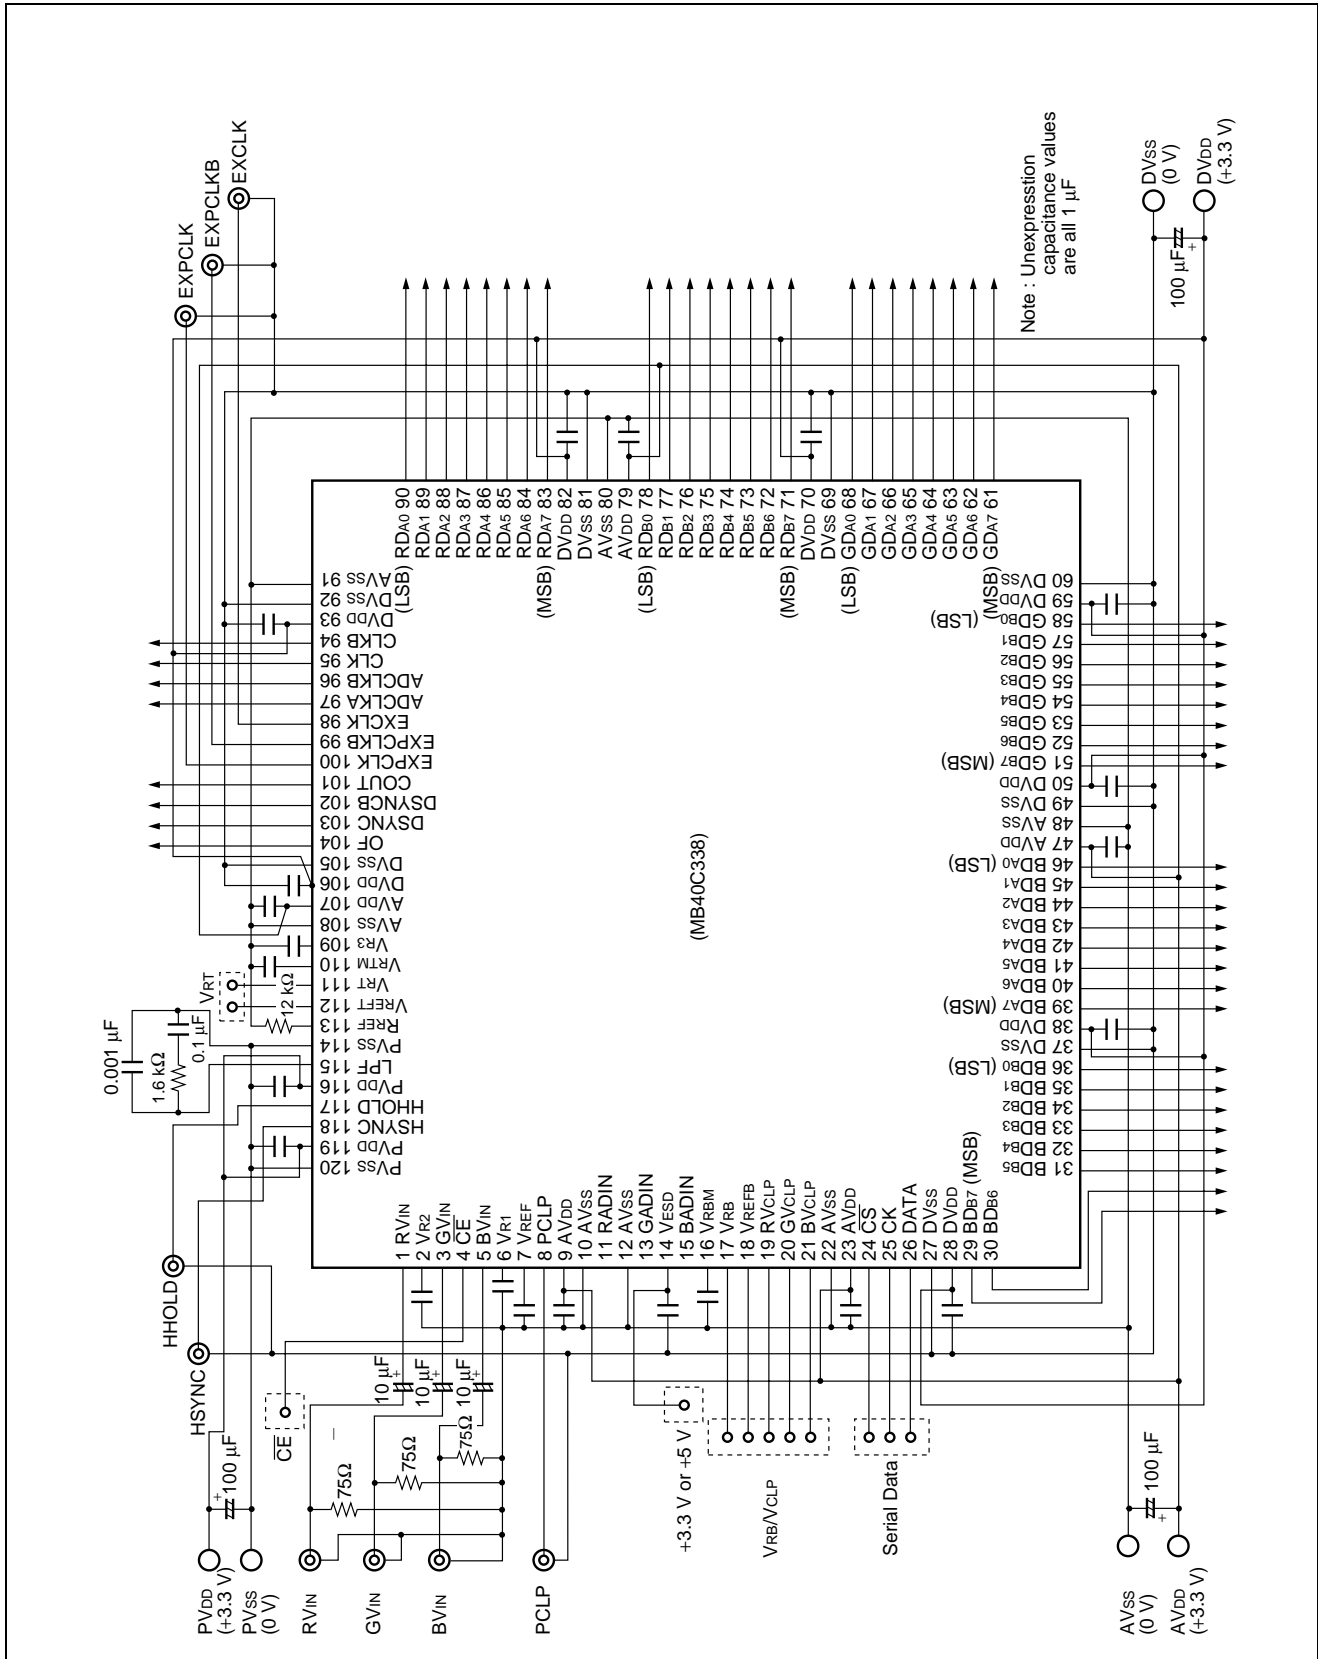 EXPCLK
EXPCLKB
EXCLK
DVSS
(0 V)
DVDD
(+3.3 V)
100 µF
+
Note : Unexpresstion
capacitance values
are all 1 µF
RDA0 90
(LSB)
RDA1 89
RDA2 88
RDA3 87
RDA4 86
RDA5 85
RDA6 84
RDA7 83
(MSB)
DVDD 82
DVSS 81
AVSS 80
AVDD 79
RDB0 78
(LSB)
RDB1 77
RDB2 76
RDB3 75
RDB4 74
RDB5 73
RDB6 72
RDB7 71
(MSB)
DVDD 70
DVSS 69
GDA0 68
(LSB)
GDA1 67
GDA2 66
GDA3 65
GDA4 64
GDA5 63
GDA6 62
GDA7 61
(MSB)
91 AVSS
92 DVSS
93 DVDD
94 CLKB
95 CLK
96 ADCLKB
97 ADCLKA
98 EXCLK
99 EXPCLKB
100 EXPCLK
101 COUT
102 DSYNCB
103 DSYNC
104 OF
105 DVSS
106 DVDD
107 AVDD
108 AVSS
109 VR3
110 VRTM
111 VRT
112 VREFT
113 RREF
114 PVSS
115 LPF
116 PVDD
117 HHOLD
118 HSYNC
119 PVDD
120 PVSS
VRT
12 kΩ
0.1 µF
0.001 µF
1.6 kΩ
(MB40C338)
60 DVSS
59 DVDD
58 GDB0 (LSB)
57 GDB1
56 GDB2
55 GDB3
54 GDB4
53 GDB5
52 GDB6
51 GDB7 (MSB)
50 DVDD
49 DVSS
48 AVSS
47 AVDD
46 BDA0 (LSB)
45 BDA1
44 BDA2
43 BDA3
42 BDA4
41 BDA5
40 BDA6
39 BDA7 (MSB)
38 DVDD
37 DVSS
36 BDB0 (LSB)
35 BDB1
34 BDB2
33 BDB3
32 BDB4
31 BDB5
1 RVIN
2 VR2
3 GVIN
4 CE
5 BVIN
6 VR1
7 VREF
8 PCLP
9 AVDD
10 AVSS
11 RADIN
12 AVSS
13 GADIN
14 VESD
15 BADIN
16 VRBM
17 VRB
18 VREFB
19 RVCLP
20 GVCLP
21 BVCLP
22 AVSS
23 AVDD
24 CS
25 CK
26 DATA
27 DVSS
28 DVDD
29 BDB7 (MSB)
30 BDB6
HHOLD
HSYNC
CE
10 µF
+
10 µF
+
10 µF
+
75Ω
75Ω
75Ω
+
100 µF
PVDD
(+3.3 V)
PVSS
(0 V)
RVIN
GVIN
BVIN
PCLP
+3.3 V or +5 V
VRB/VCLP
Serial Data
100 µF
+
AVSS
(0 V)
AVDD
(+3.3 V)